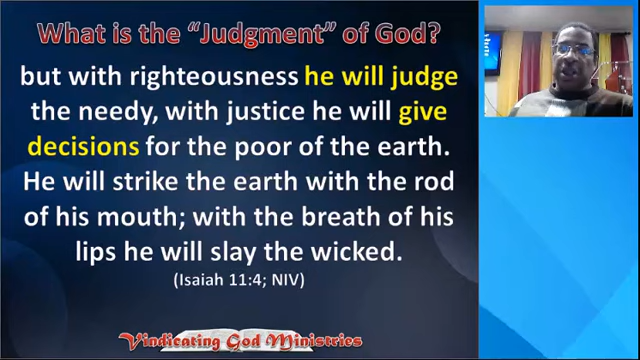 What is the “Judgment” of God?
but with righteousness he will judge
the needy, with justice he will give
decisions for the poor of the earth.
He will strike the earth with the rod
of his mouth; with the breath of his
lips he will slay the wicked.
(Isaiah 11:4; NIV)
Vindicating God Ministries